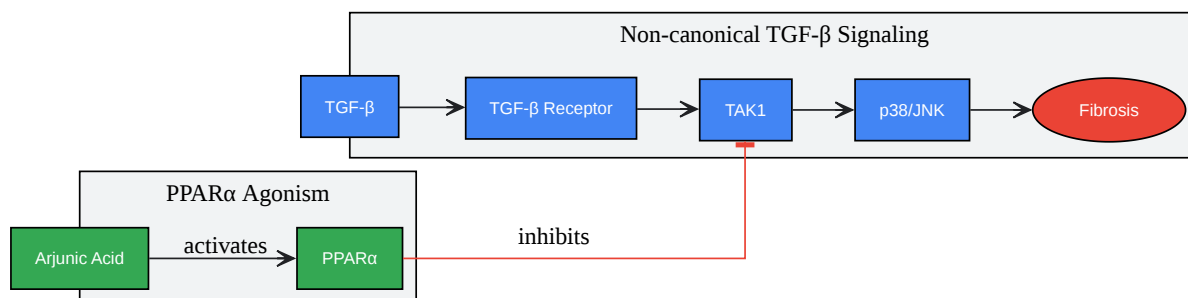 Non-canonical TGF-β Signaling
TGF-β
TGF-β Receptor
TAK1
p38/JNK
Fibrosis
PPARα Agonism
Arjunic Acid
activates
PPARα
inhibits